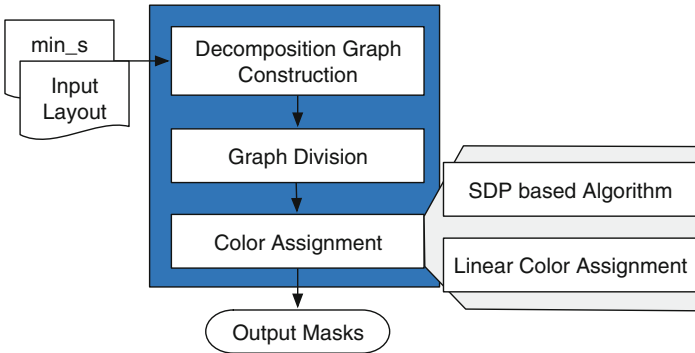 min_s
Input
Layout
Decomposition Graph
Construction
Graph Division
Color Assignment
SDP based Algorithm
Linear Color Assignment
Output Masks